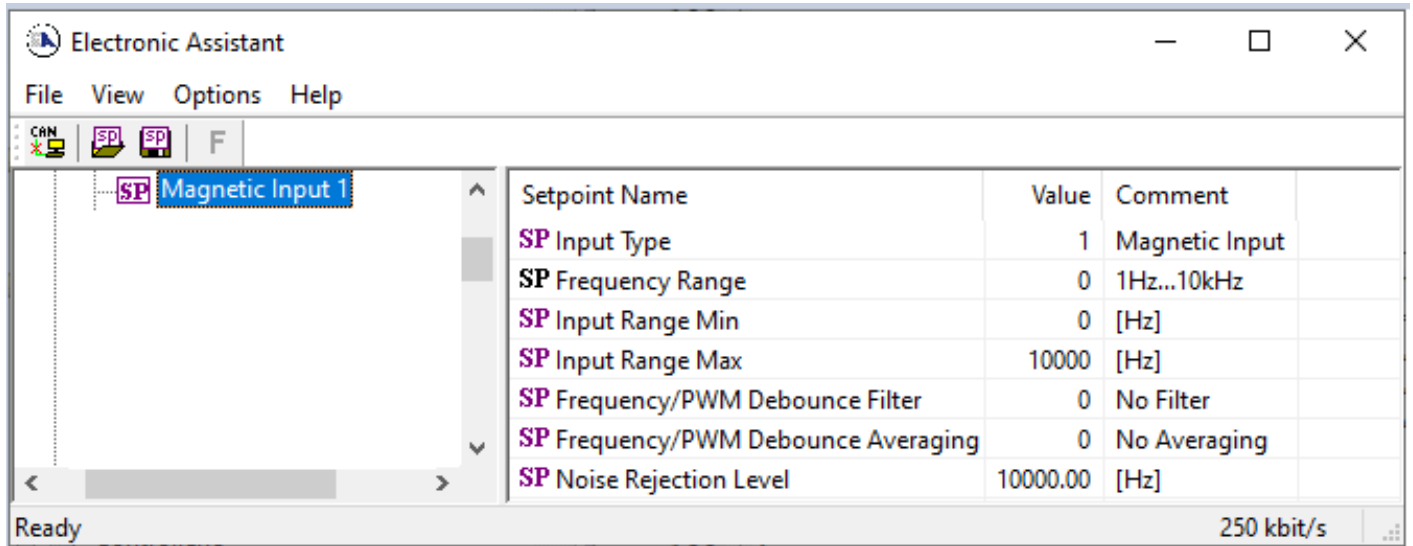 Electronic Assistant
File View Options Help
CAN SP SP F
SP Magnetic Input 1
Setpoint Name Value Comment
SP Input Type 1 Magnetic Input
SP Frequency Range 0 1Hz...10kHz
SP Input Range Min 0 [Hz]
SP Input Range Max 10000 [Hz]
SP Frequency/PWM Debounce Filter 0 No Filter
SP Frequency/PWM Debounce Averaging 0 No Averaging
SP Noise Rejection Level 10000.00 [Hz]
Ready 250 kbit/s